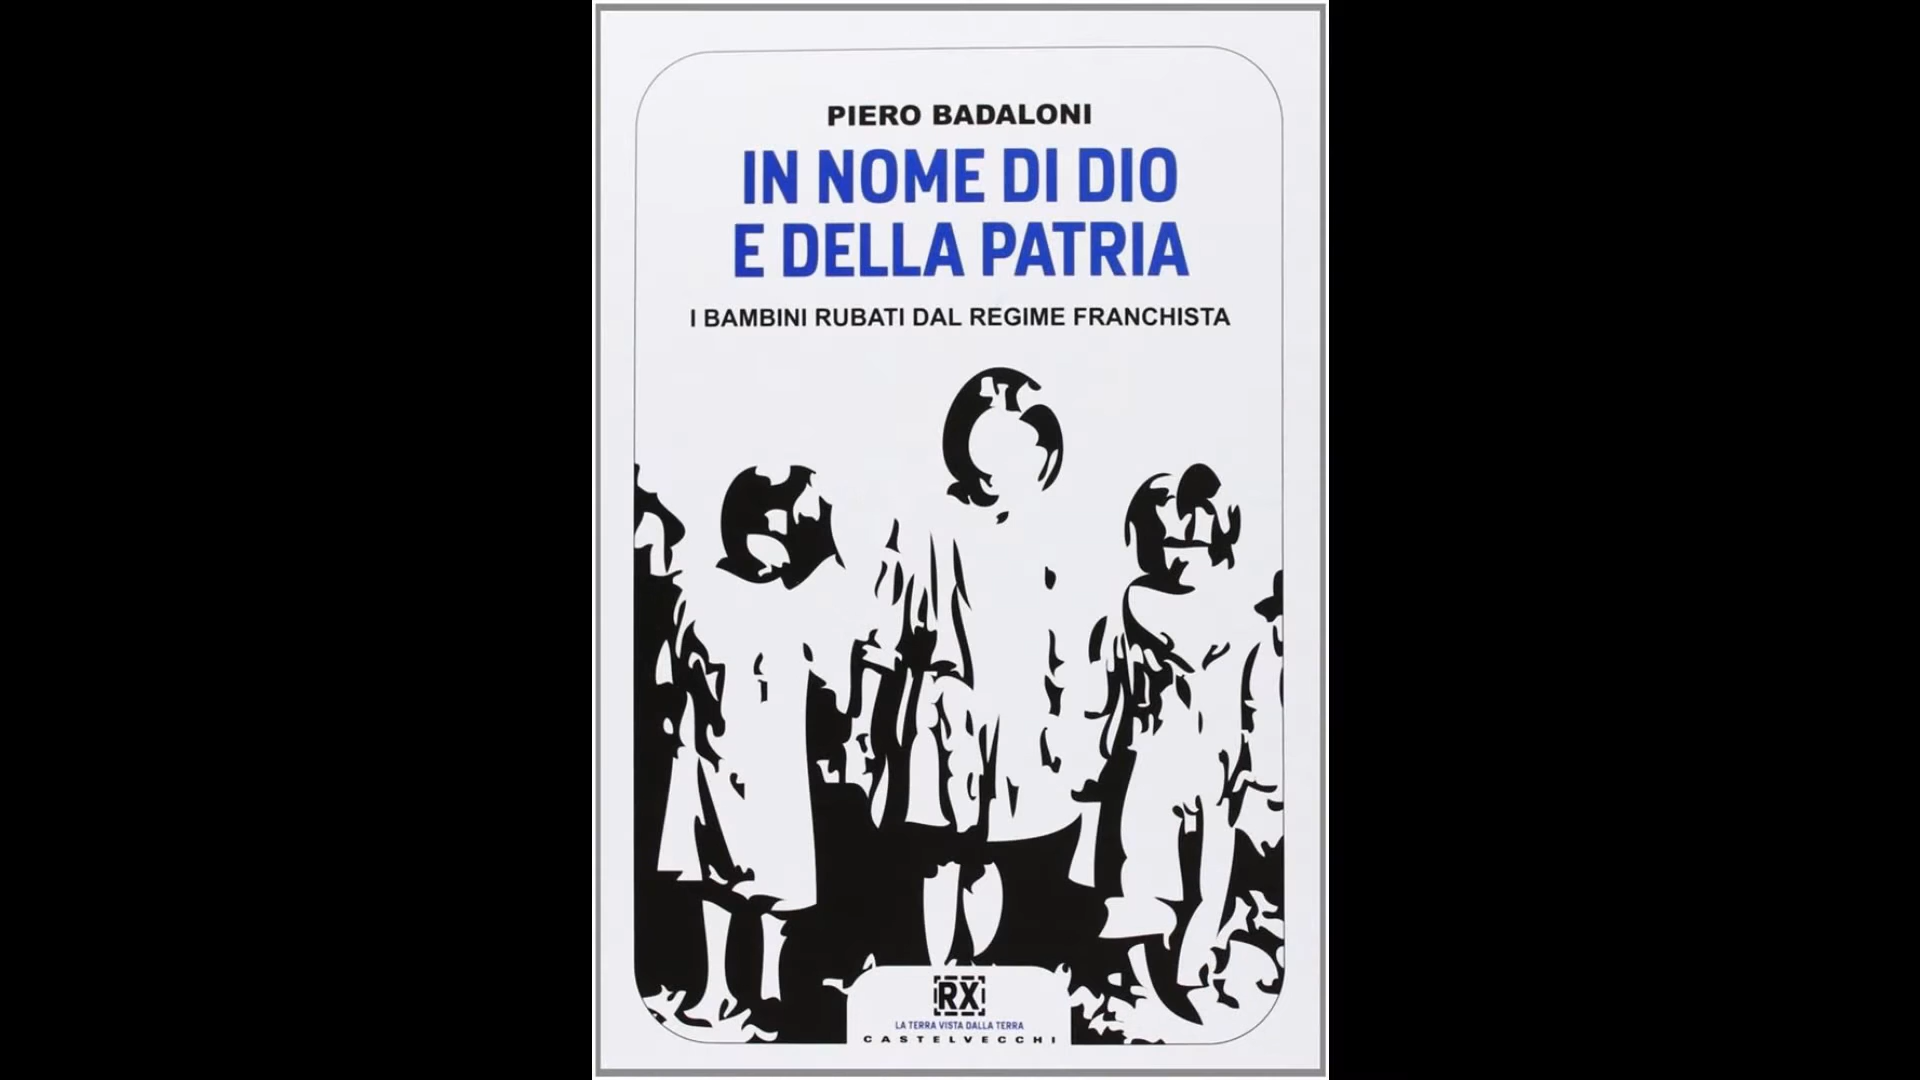 PIERO BADALONI
IN NOME DI DIO
E DELLA PATRIA
I BAMBINI RUBATI DAL REGIME FRANCHISTA
RX
LA TERRA VISTA DALLA TERRA
CASTELVECCHI